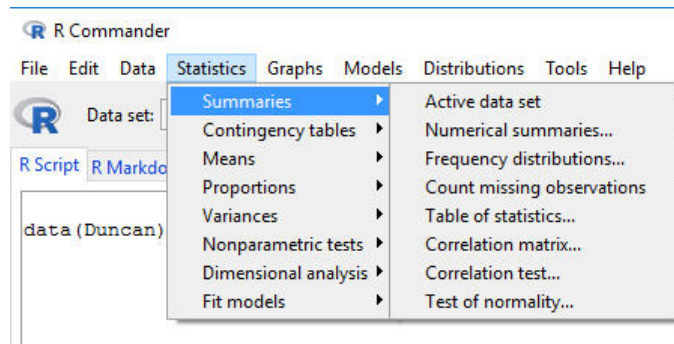 R R Commander
File Edit Data Statistics Graphs Models Distributions Tools Help
R Data set:
Summaries
Contingency tables
Means
Proportions
Variances
Nonparametric tests
Dimensional analysis
Fit models
Active data set
Numerical summaries...
Frequency distributions...
Count missing observations
Table of statistics...
Correlation matrix...
Correlation test...
Test of normality...
R Script R Markdo
data(Duncan)